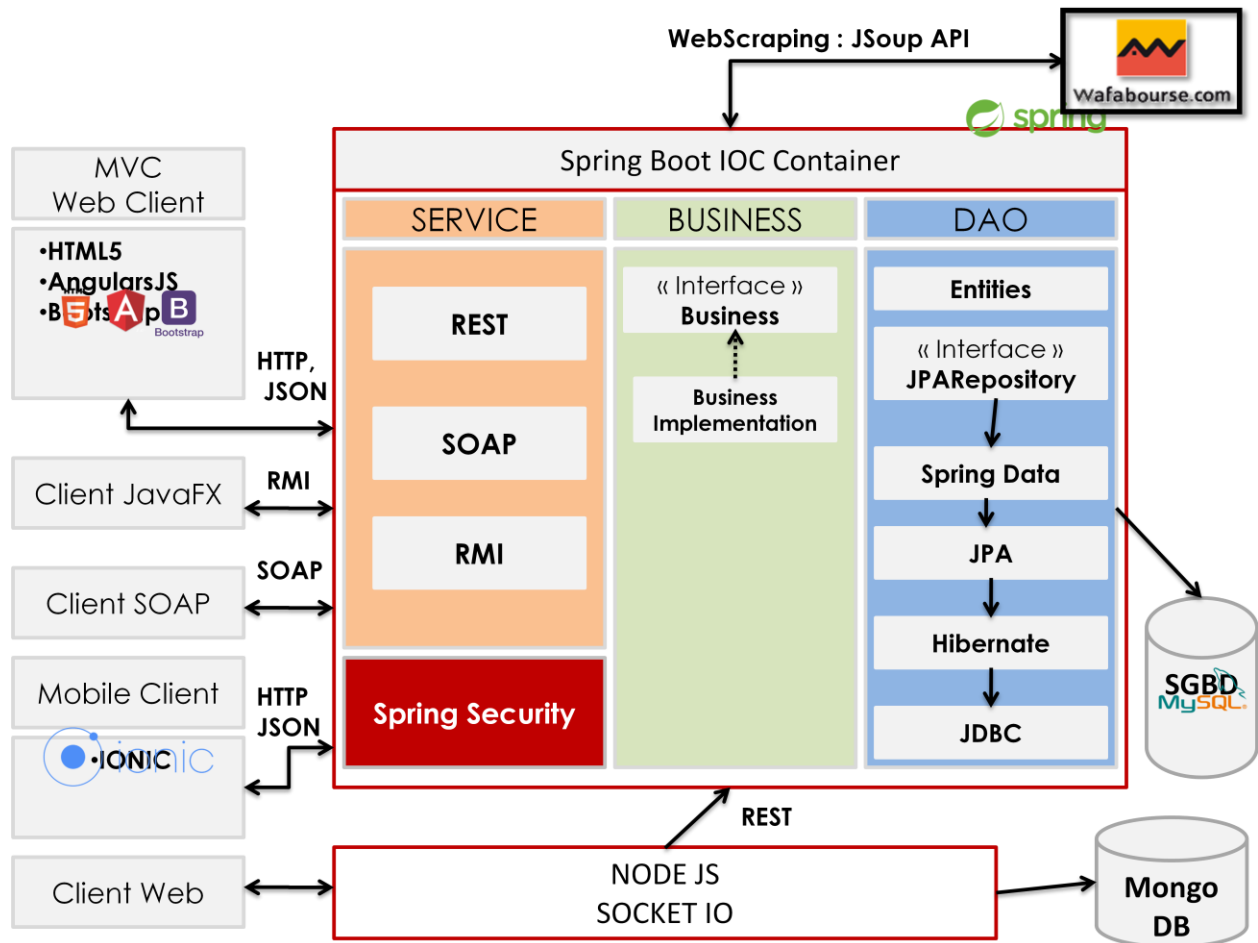 WebScraping : JSoup API
Wafabourse.com
spring
Spring Boot IOC Container
MVC
Web Client
•HTML5
•AngularsJS
HTML
5
A
B
Bootstrap
HTTP,
JSON
Client JavaFX
RMI
SOAP
Client SOAP
Mobile Client
HTTP
JSON
•IONIC
ionic
Client Web
SERVICE
REST
SOAP
RMI
Spring Security
BUSINESS
« Interface »
Business
Business
Implementation
DAO
Entities
« Interface »
JPARepository
Spring Data
JPA
Hibernate
JDBC
SGBD
MySQL
REST
NODE JS
SOCKET IO
Mongo
DB